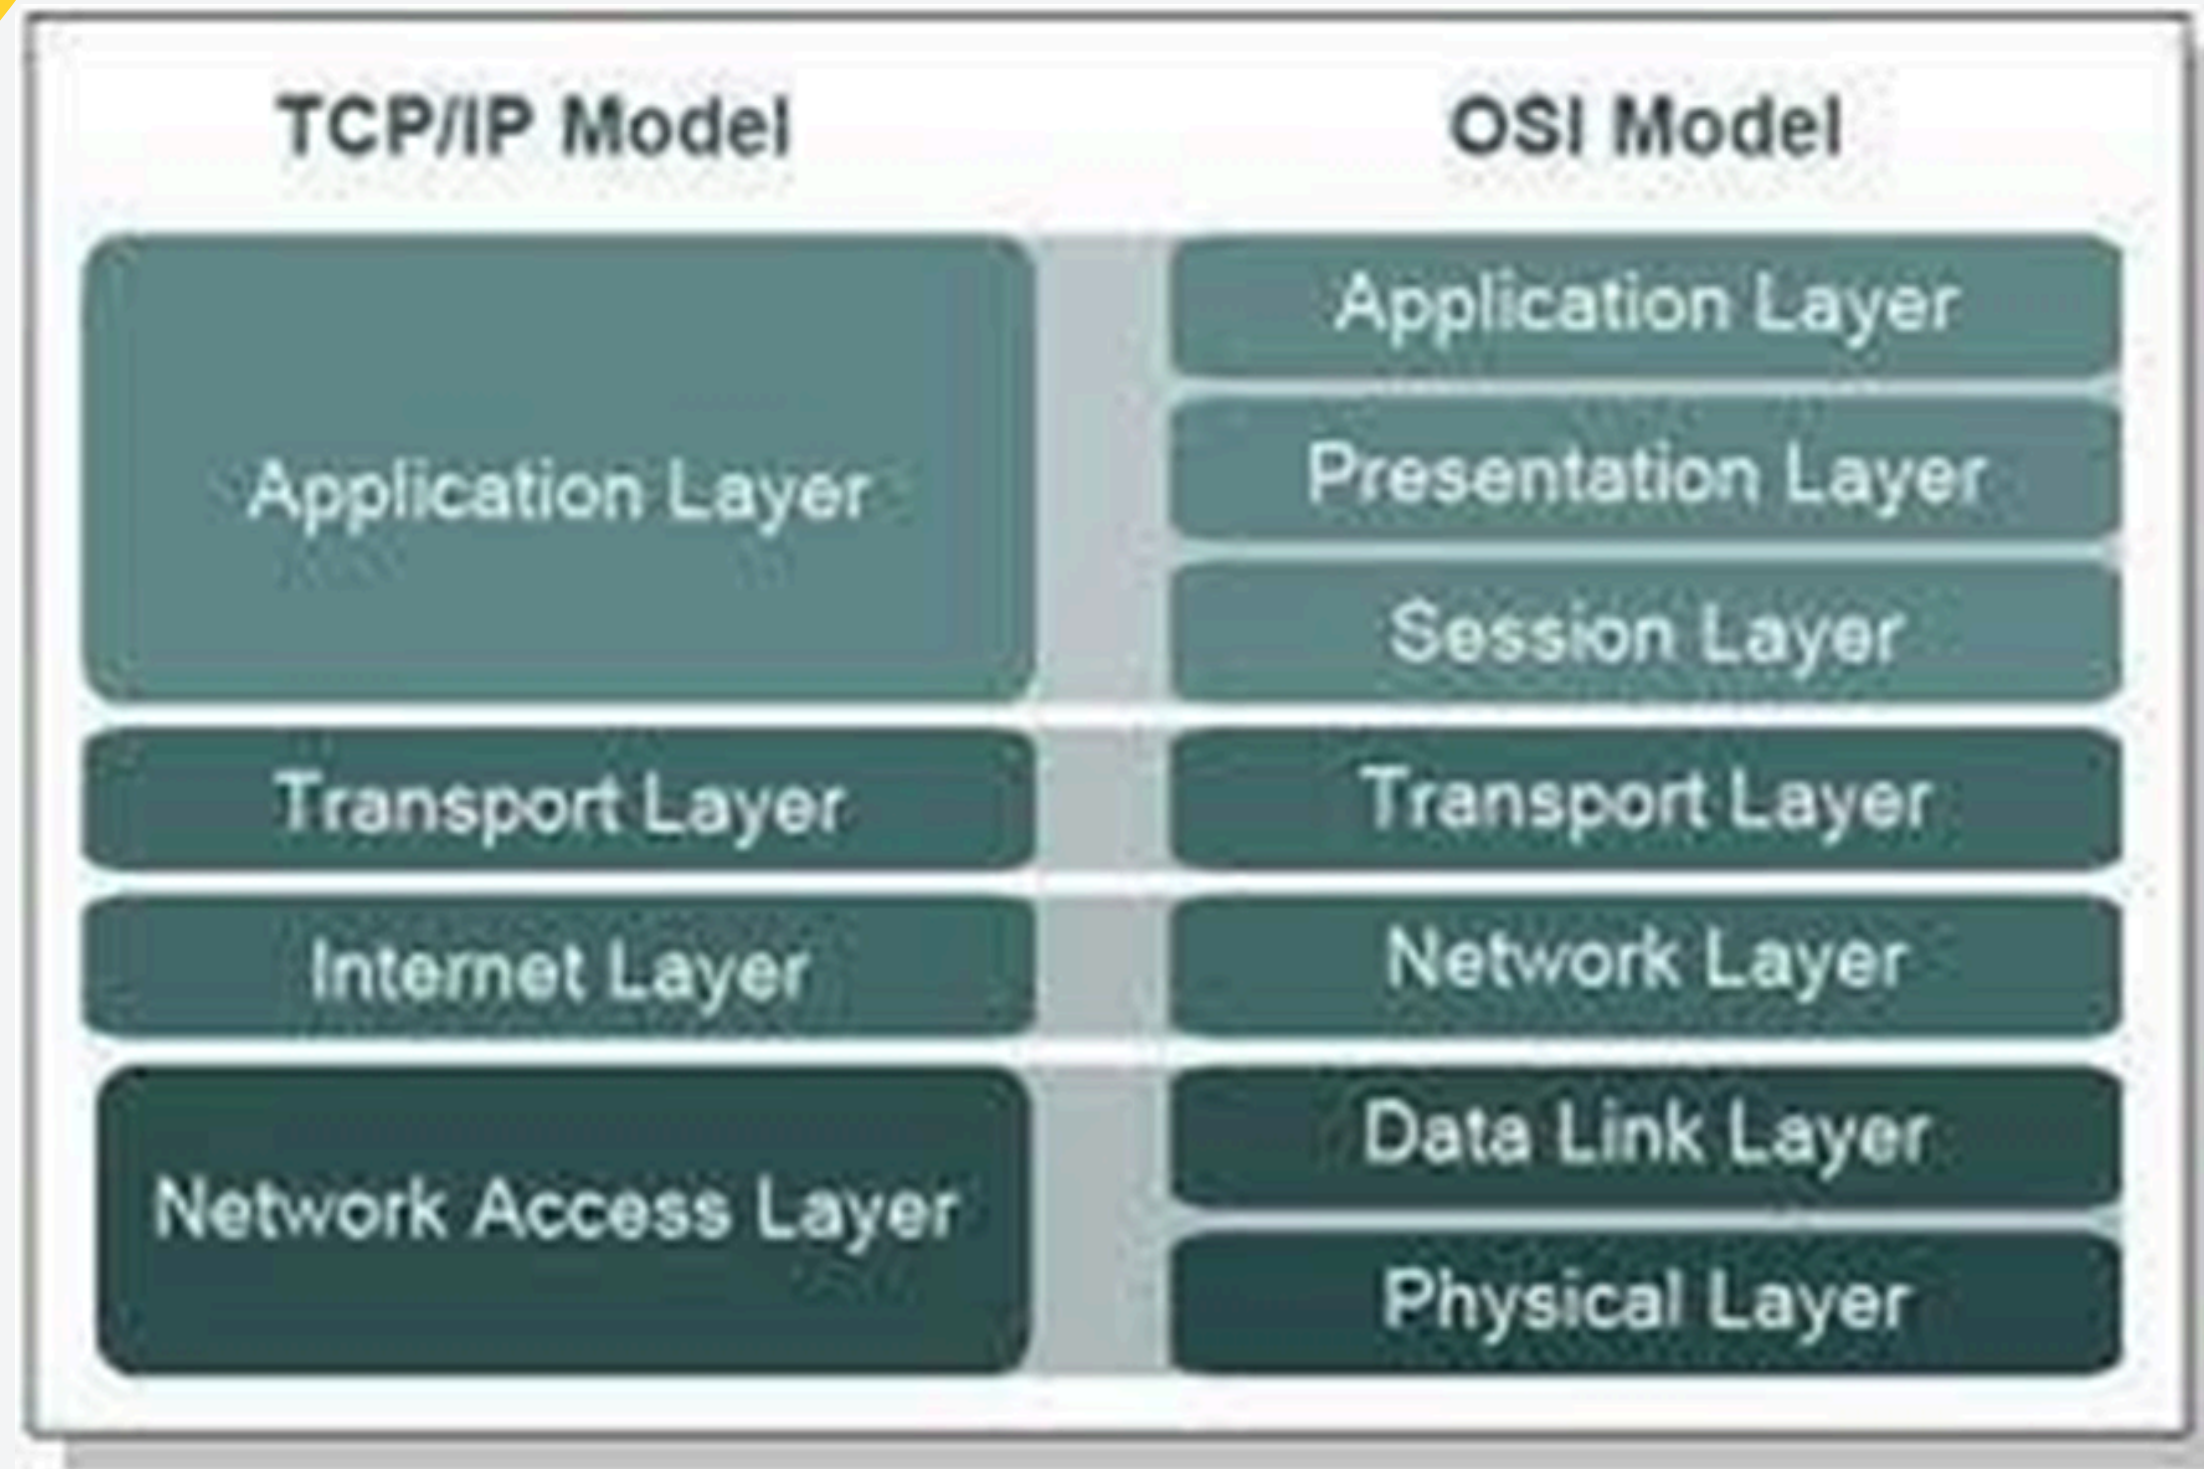 TCP/IP Model
OSI Model
Application Layer
Application Layer
Presentation Layer
Session Layer
Transport Layer
Transport Layer
Internet Layer
Network Layer
Network Access Layer
Data Link Layer
Physical Layer